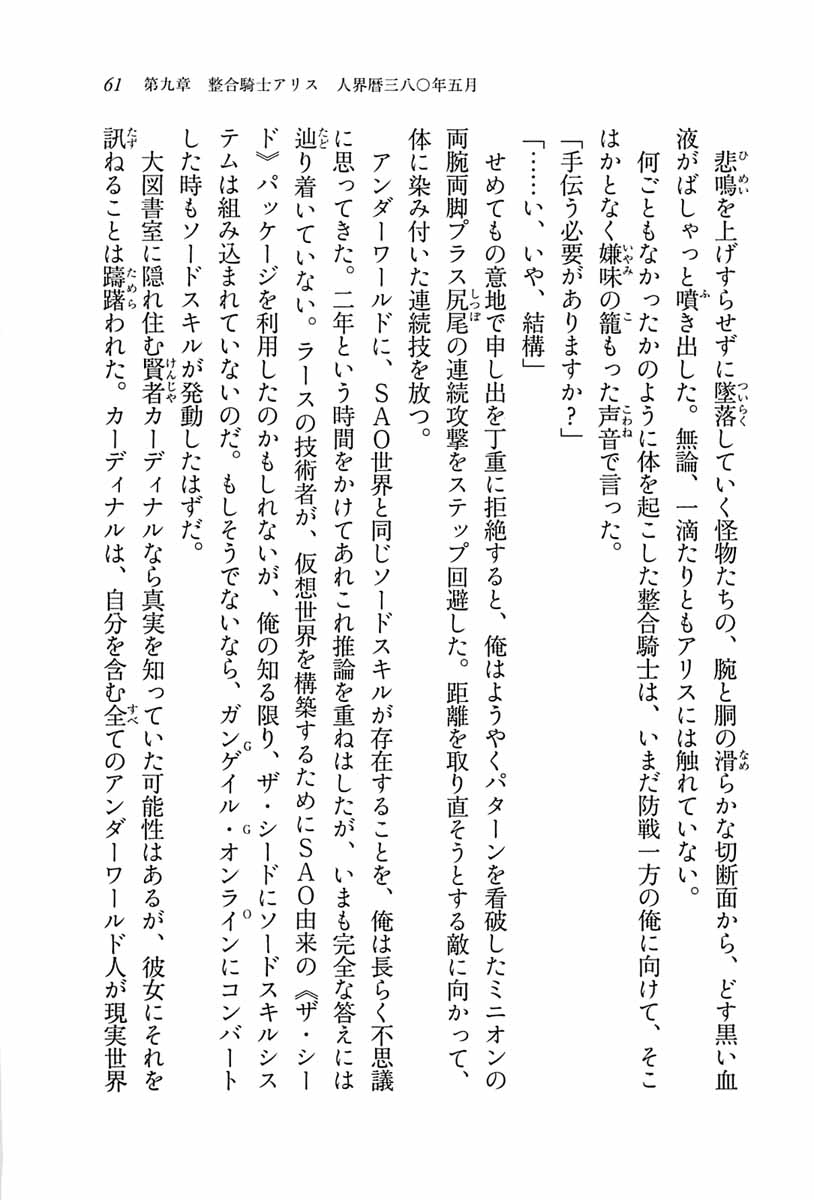 61　第九章　整合騎士アリス　人界暦三八〇年五月
悲鳴を上げすらせずに墜落していく怪物たちの、腕と胴の滑らかな切断面から、どす黒い血
液がばしゃっと噴き出した。無論、一滴たりともアリスには触れていない。
何ごともなかったかのように体を起こした整合騎士は、いまだ防戦一方の俺に向けて、そこ
はかとなく嫌味の籠もった声音で言った。
「手伝う必要がありますか？」
「……い、いや、結構」
せめてもの意地で申し出を丁重に拒絶すると、俺はようやくパターンを看破したミニオンの
両腕両脚プラス尻尾の連続攻撃をステップ回避した。距離を取り直そうとする敵に向かって、
体に染み付いた連続技を放つ。
アンダーワールドに、ＳＡＯ世界と同じソードスキルが存在することを、俺は長らく不思議
に思ってきた。二年という時間をかけてあれこれ推論を重ねはしたが、いまも完全な答えには
辿り着いていない。ラースの技術者が、仮想世界を構築するためにＳＡＯ由来の《ザ・シー
ド》パッケージを利用したのかもしれないが、俺の知る限り、ザ・シードにソードスキルシス
テムは組み込まれていないのだ。もしそうでないなら、ガンゲイル・オンラインにコンバート
した時もソードスキルが発動したはずだ。
大図書室に隠れ住む賢者カーディナルなら真実を知っていた可能性はあるが、彼女にそれを
訊ねることは躊躇われた。カーディナルは、自分を含む全てのアンダーワールド人が現実世界